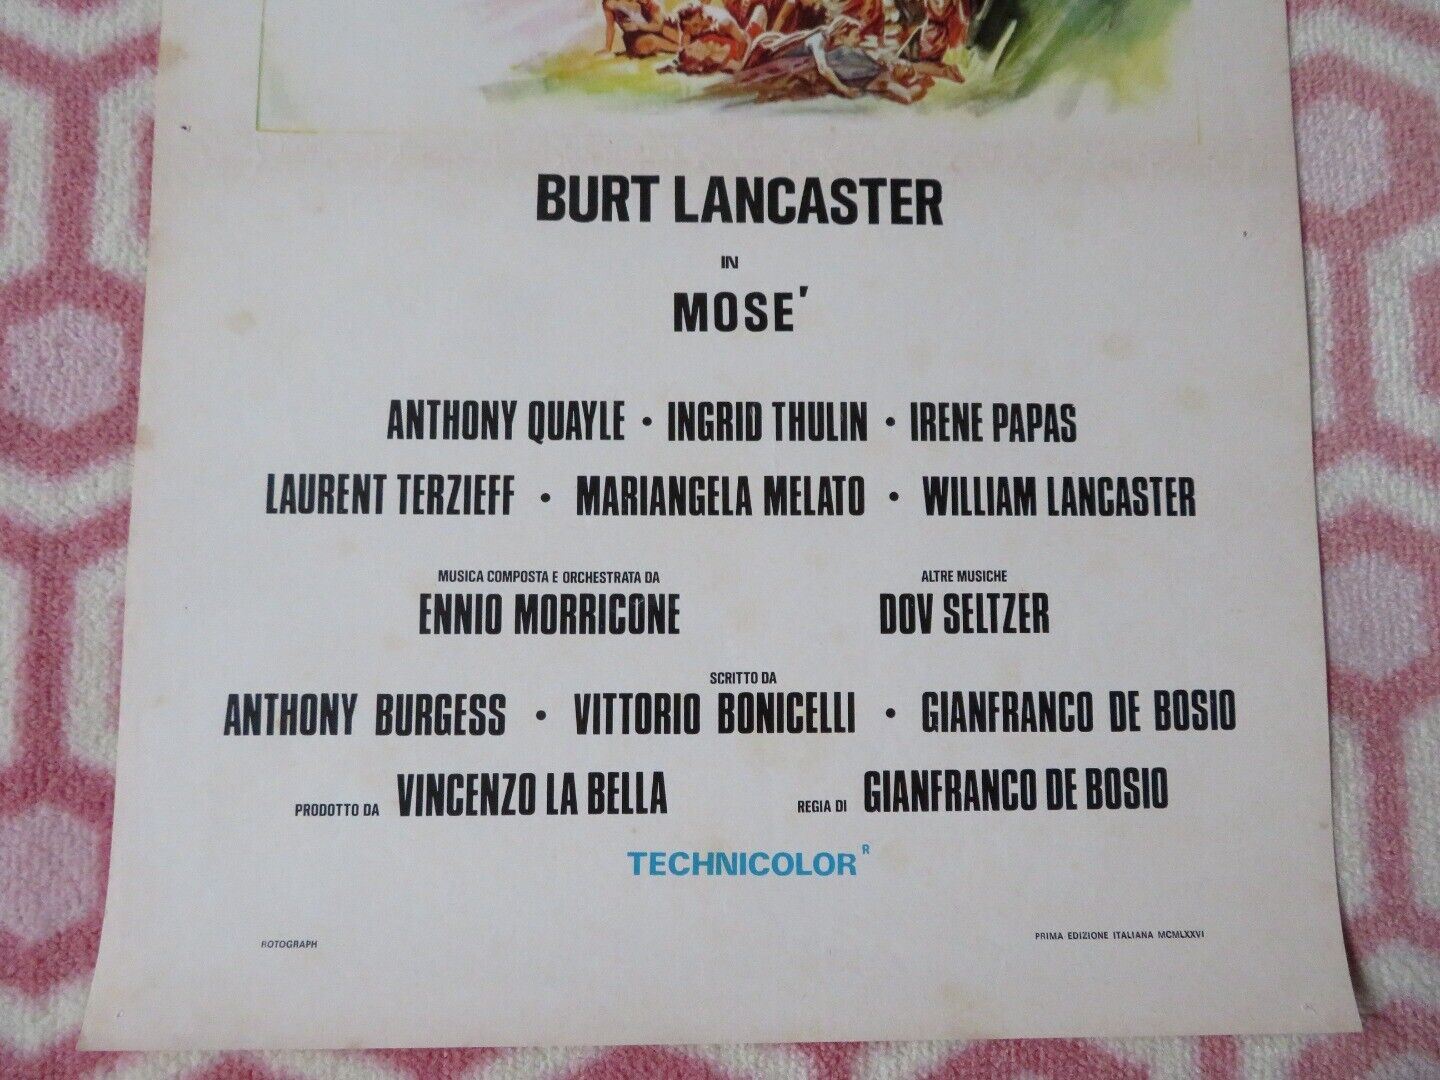 BURT LANCASTER
IN
MOSE'
ANTHONY QUAYLE • INGRID THULIN • IRENE PAPAS
LAURENT TERZIEFF • MARIANGELA MELATO • WILLIAM LANCASTER
MUSICA COMPOSTA E ORCHESTRATA DA
ENNIO MORRICONE
ALTRE MUSICHE
DOV SELTZER
SCRITTO DA
ANTHONY BURGESS • VITTORIO BONICELLI • GIANFRANCO DE BOSIO
PRODOTTO DA VINCENZO LA BELLA
REGIA DI GIANFRANCO DE BOSIO
TECHNICOLOR R
ROTOGRAPH
PRIMA EDIZIONE ITALIANA MCMLXXVI